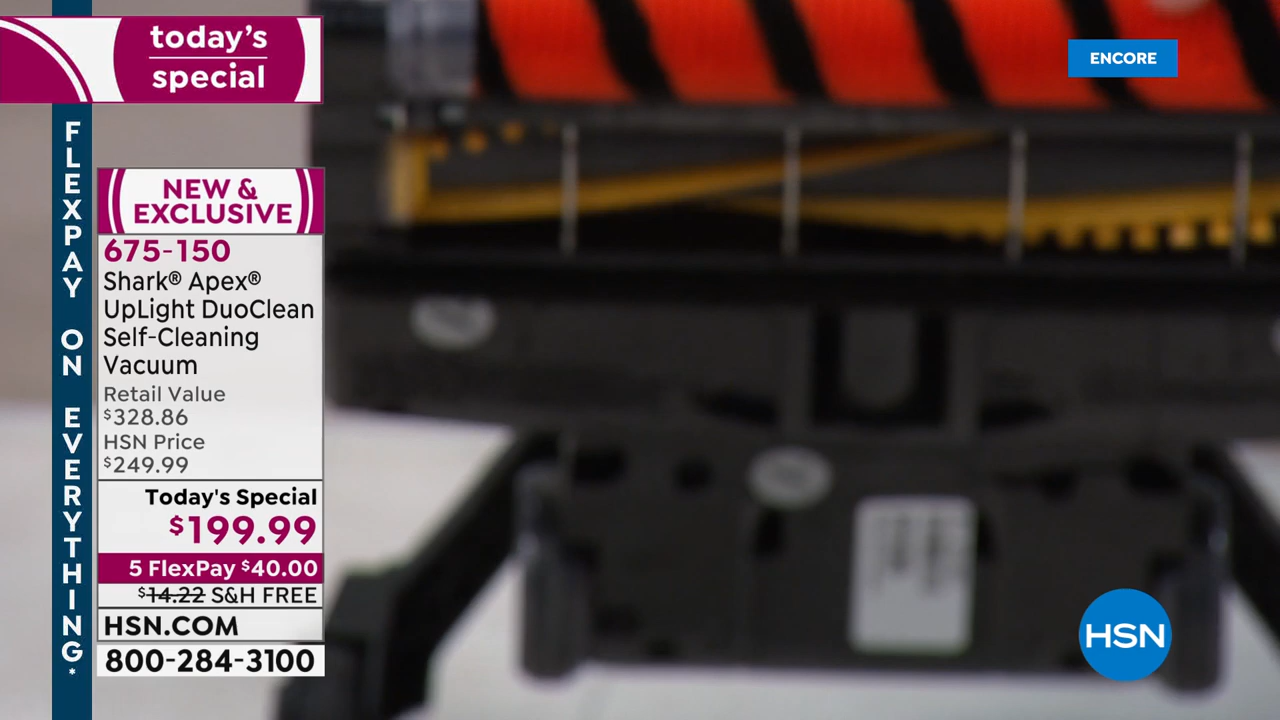 today's
special
ENCORE
FLEXPAY ON EVERYTHING*
NEW &
EXCLUSIVE
675-150
Shark® Apex®
UpLight DuoClean
Self-Cleaning
Vacuum
Retail Value
$328.86
HSN Price
$249.99
Today's Special
$199.99
5 FlexPay $40.00
$14.22 S&H FREE
HSN.COM
800-284-3100
HSN